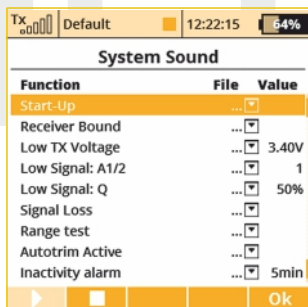 Tx Default 12:22:15 64%
System Sound
Function File Value
Start-Up ...
Receiver Bound ...
Low TX Voltage ... 3.40V
Low Signal: A1/2 ... 1
Low Signal: Q ... 50%
Signal Loss ...
Range test ...
Autotrim Active ...
Inactivity alarm ... 5min
Ok